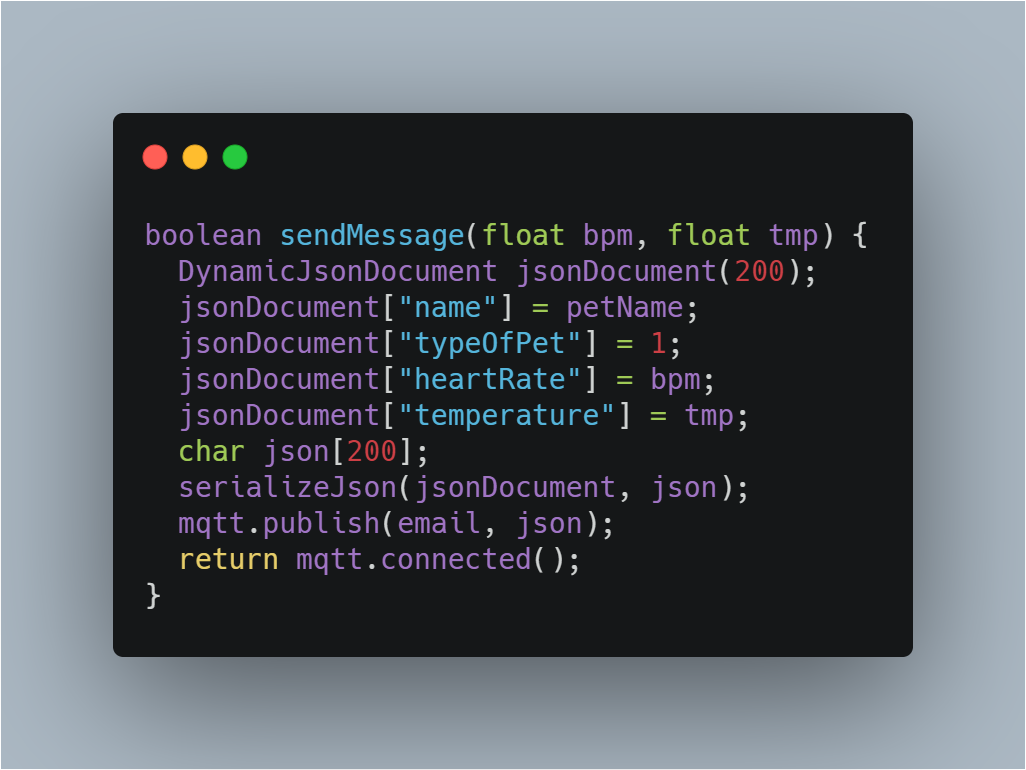 boolean sendMessage(float bpm, float tmp) {
  DynamicJsonDocument jsonDocument(200);
  jsonDocument["name"] = petName;
  jsonDocument["typeOfPet"] = 1;
  jsonDocument["heartRate"] = bpm;
  jsonDocument["temperature"] = tmp;
  char json[200];
  serializeJson(jsonDocument, json);
  mqtt.publish(email, json);
  return mqtt.connected();
}